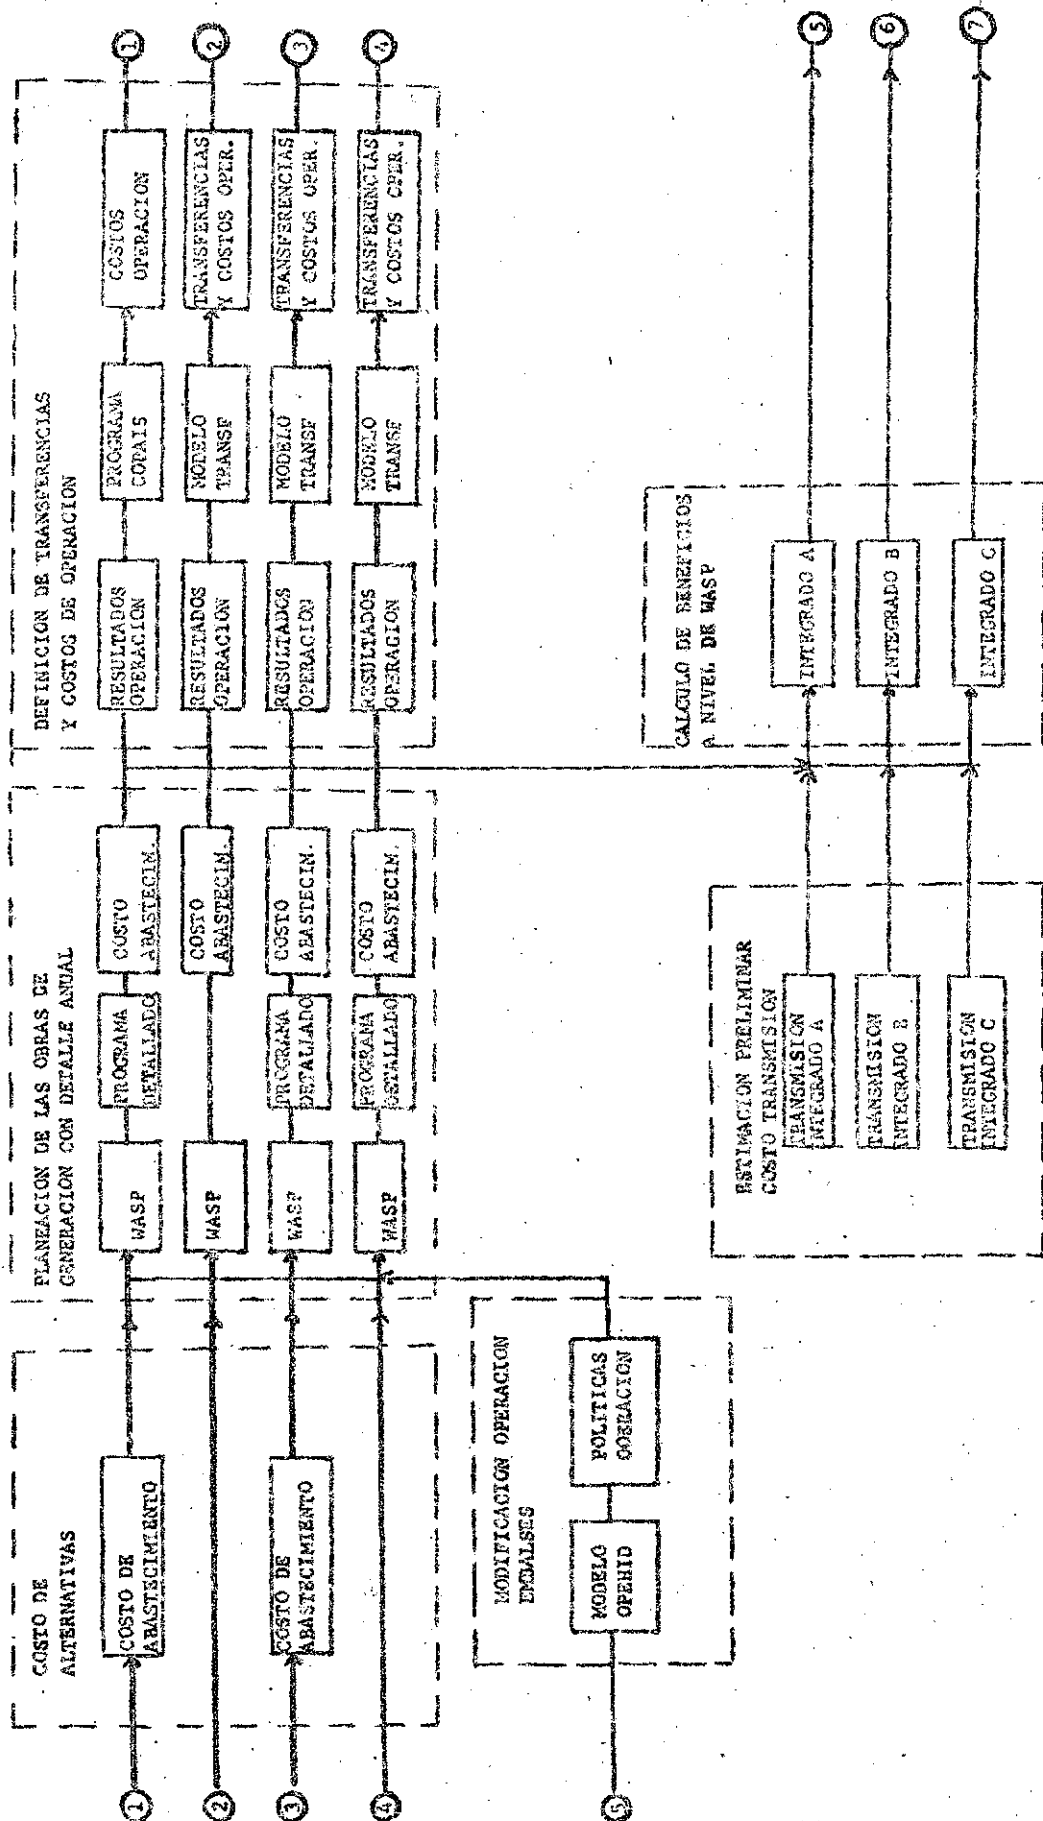 COSTO DE
ALTERNATIVAS
1
COSTO DE
ABASTECIMIENTO
2
3
COSTO DE
ABASTECIMIENTO
4
MODIFICACION OPERACION
EMBALSES
5
MODELO
OPEHID
POLITICAS
OPERACION
PLANEACION DE LAS OBRAS DE
GENERACION CON DETALLE ANUAL
WASP
PROGRAMA
DETALLADO
COSTO
ABASTECIM.
WASP
COSTO
ABASTECIM.
WASP
PROGRAMA
DETALLADO
COSTO
ABASTECIM.
WASP
PROGRAMA
DETALLADO
COSTO
ABASTECIM.
DEFINICION DE TRANSFERENCIAS
Y COSTOS DE OPERACION
RESULTADOS
OPERACION
PROGRAMA
COPAIS
COSTOS
OPERACION
1
RESULTADOS
OPERACION
MODELO
TRANSF
TRANSFERENCIAS
Y COSTOS OPER.
2
RESULTADOS
OPERACION
MODELO
TRANSF
TRANSFERENCIAS
Y COSTOS OPER.
3
RESULTADOS
OPERACION
MODELO
TRANSF
TRANSFERENCIAS
Y COSTOS OPER.
4
ESTIMACION PRELIMINAR
COSTO TRANSMISION
TRANSMISION
INTEGRADO A
TRANSMISION
INTEGRADO B
TRANSMISION
INTEGRADO C
CALCULO DE BENEFICIOS
A NIVEL DE WASP
INTEGRADO A
5
INTEGRADO B
6
INTEGRADO C
7